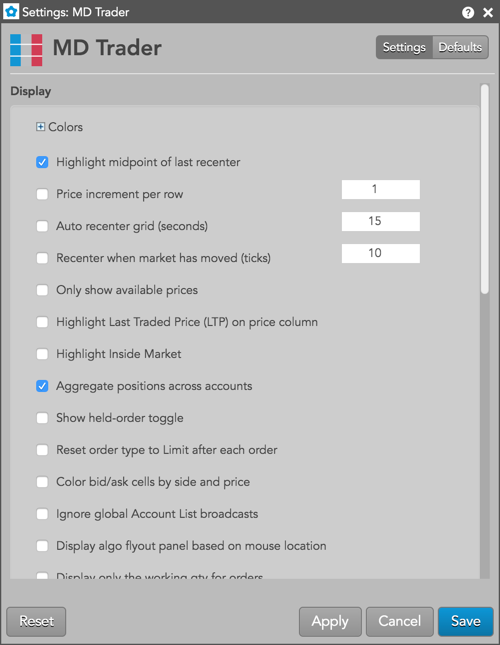 Settings: MD Trader
MD Trader
Settings Defaults
Display
Colors
Highlight midpoint of last recenter
Price increment per row 1
Auto recenter grid (seconds) 15
Recenter when market has moved (ticks) 10
Only show available prices
Highlight Last Traded Price (LTP) on price column
Highlight Inside Market
Aggregate positions across accounts
Show held-order toggle
Reset order type to Limit after each order
Color bid/ask cells by side and price
Ignore global Account List broadcasts
Display algo flyout panel based on mouse location
Display only the working qty for orders
Reset Apply Cancel Save